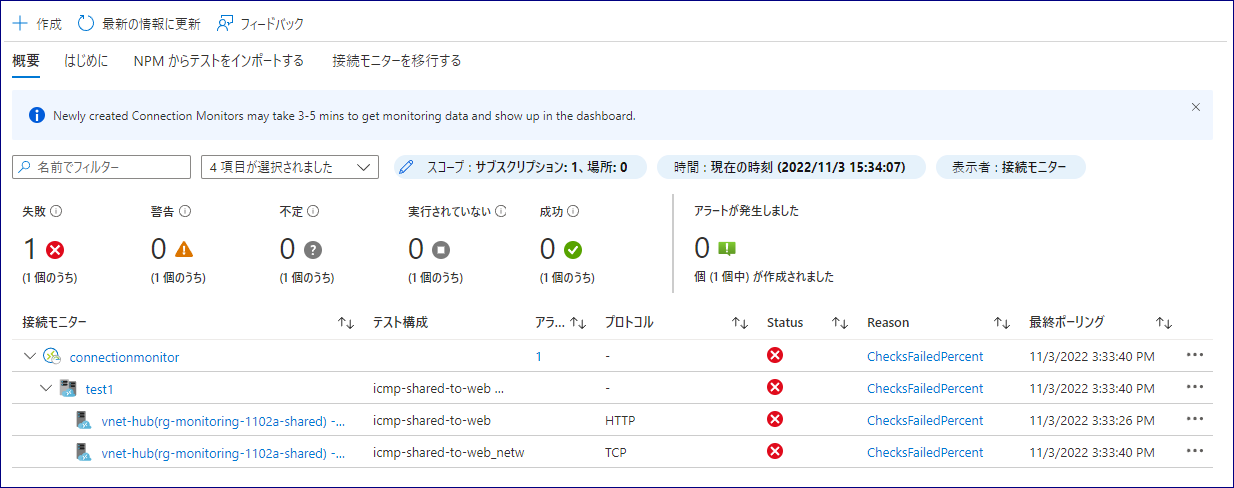 作成 最新の情報に更新 フィードバック
概要 はじめに NPM からテストをインポートする 接続モニターを移行する
Newly created Connection Monitors may take 3-5 mins to get monitoring data and show up in the dashboard.
名前でフィルター 4 項目が選択されました スコープ : サブスクリプション: 1、場所: 0 時間 : 現在の時刻 (2022/11/3 15:34:07) 表示者 : 接続モニター
失敗 警告 不定 実行されていない 成功 アラートが発生しました
1 0 0 0 0 0
(1 個のうち) (1 個のうち) (1 個のうち) (1 個のうち) (1 個のうち) 個 (1 個中) が作成されました
接続モニター テスト構成 アラ... プロトコル Status Reason 最終ポーリング
connectionmonitor 1 - ChecksFailedPercent 11/3/2022 3:33:40 PM
test1 icmp-shared-to-web ... - ChecksFailedPercent 11/3/2022 3:33:40 PM
vnet-hub(rg-monitoring-1102a-shared) -... icmp-shared-to-web HTTP ChecksFailedPercent 11/3/2022 3:33:26 PM
vnet-hub(rg-monitoring-1102a-shared) -... icmp-shared-to-web_netw TCP ChecksFailedPercent 11/3/2022 3:33:40 PM